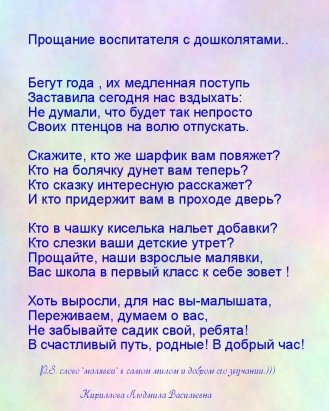 Прощание воспитателя с дошколятами..
Бегут года , их медленная поступь
Заставила сегодня нас вздыхать:
Не думали, что будет так непросто
Своих птенцов на волю отпускать.
Скажите, кто же шарфик вам повяжет?
Кто на болячку дунет вам теперь?
Кто сказку интересную расскажет?
И кто придержит вам в проходе дверь?
Кто в чашку киселька нальет добавки?
Кто слезки ваши детские утрет?
Прощайте, наши взрослые малявки,
Вас школа в первый класс к себе зовет !
Хоть выросли, для нас вы-малышата,
Переживаем, думаем о вас,
Не забывайте садик свой, ребята!
В счастливый путь, родные! В добрый час!
P.S. слово `малявки` в самом милом и добром его звучании.)))
Кириллова Людмила Васильевна